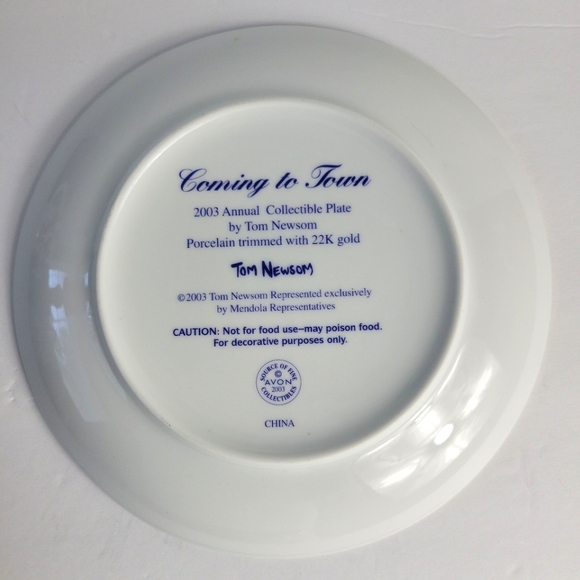 Coming to Town
2003 Annual Collectible Plate
by Tom Newsom
Porcelain trimmed with 22K gold
TOM NEWSOM
©2003 Tom Newsom Represented exclusively
by Mendola Representatives
CAUTION: Not for food use—may poison food.
For decorative purposes only.
SOURCE OF FINE
©
AVON
2003
COLLECTIBLES
CHINA